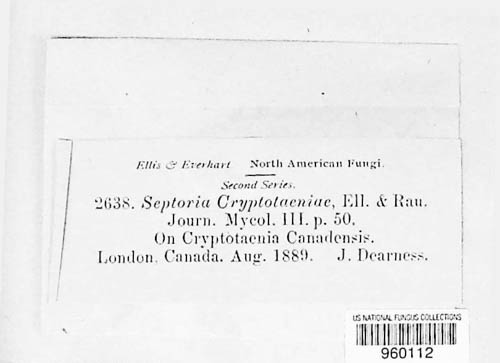 Ellis & Everhart North American Fungi.
Second Series.
2638. Septoria Cryptotaeniae, Ell. & Rau.
Journ. Mycol. III. p. 50.
On Cryptotaenia Canadensis.
London, Canada. Aug. 1889. J. Dearness.
US NATIONAL FUNGUS COLLECTIONS
960112